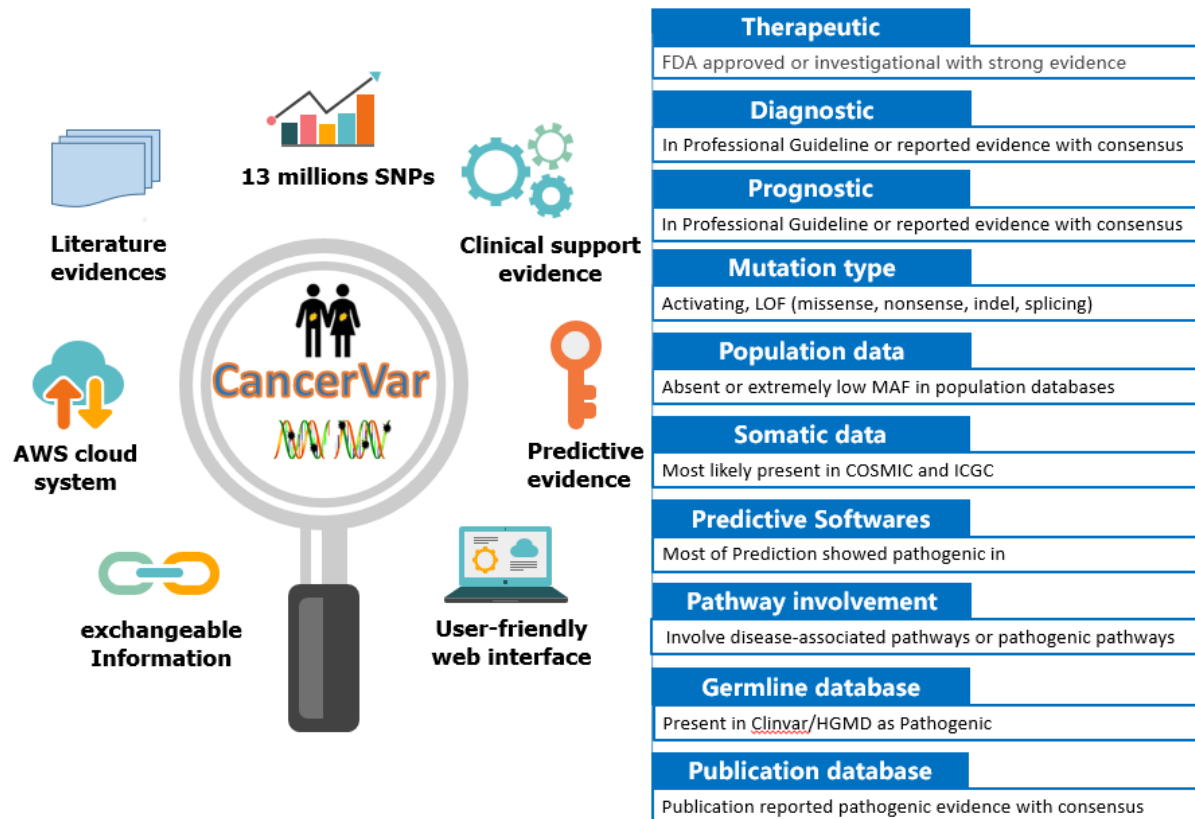 13 millions SNPs
Literature
evidences
Clinical support
evidence
CancerVar
AWS cloud
system
Predictive
evidence
exchangeable
Information
User-friendly
web interface
Therapeutic
FDA approved or investigational with strong evidence
Diagnostic
In Professional Guideline or reported evidence with consensus
Prognostic
In Professional Guideline or reported evidence with consensus
Mutation type
Activating, LOF (missense, nonsense, indel, splicing)
Population data
Absent or extremely low MAF in population databases
Somatic data
Most likely present in COSMIC and ICGC
Predictive Softwares
Most of Prediction showed pathogenic in
Pathway involvement
Involve disease-associated pathways or pathogenic pathways
Germline database
Present in Clinvar/HGMD as Pathogenic
Publication database
Publication reported pathogenic evidence with consensus